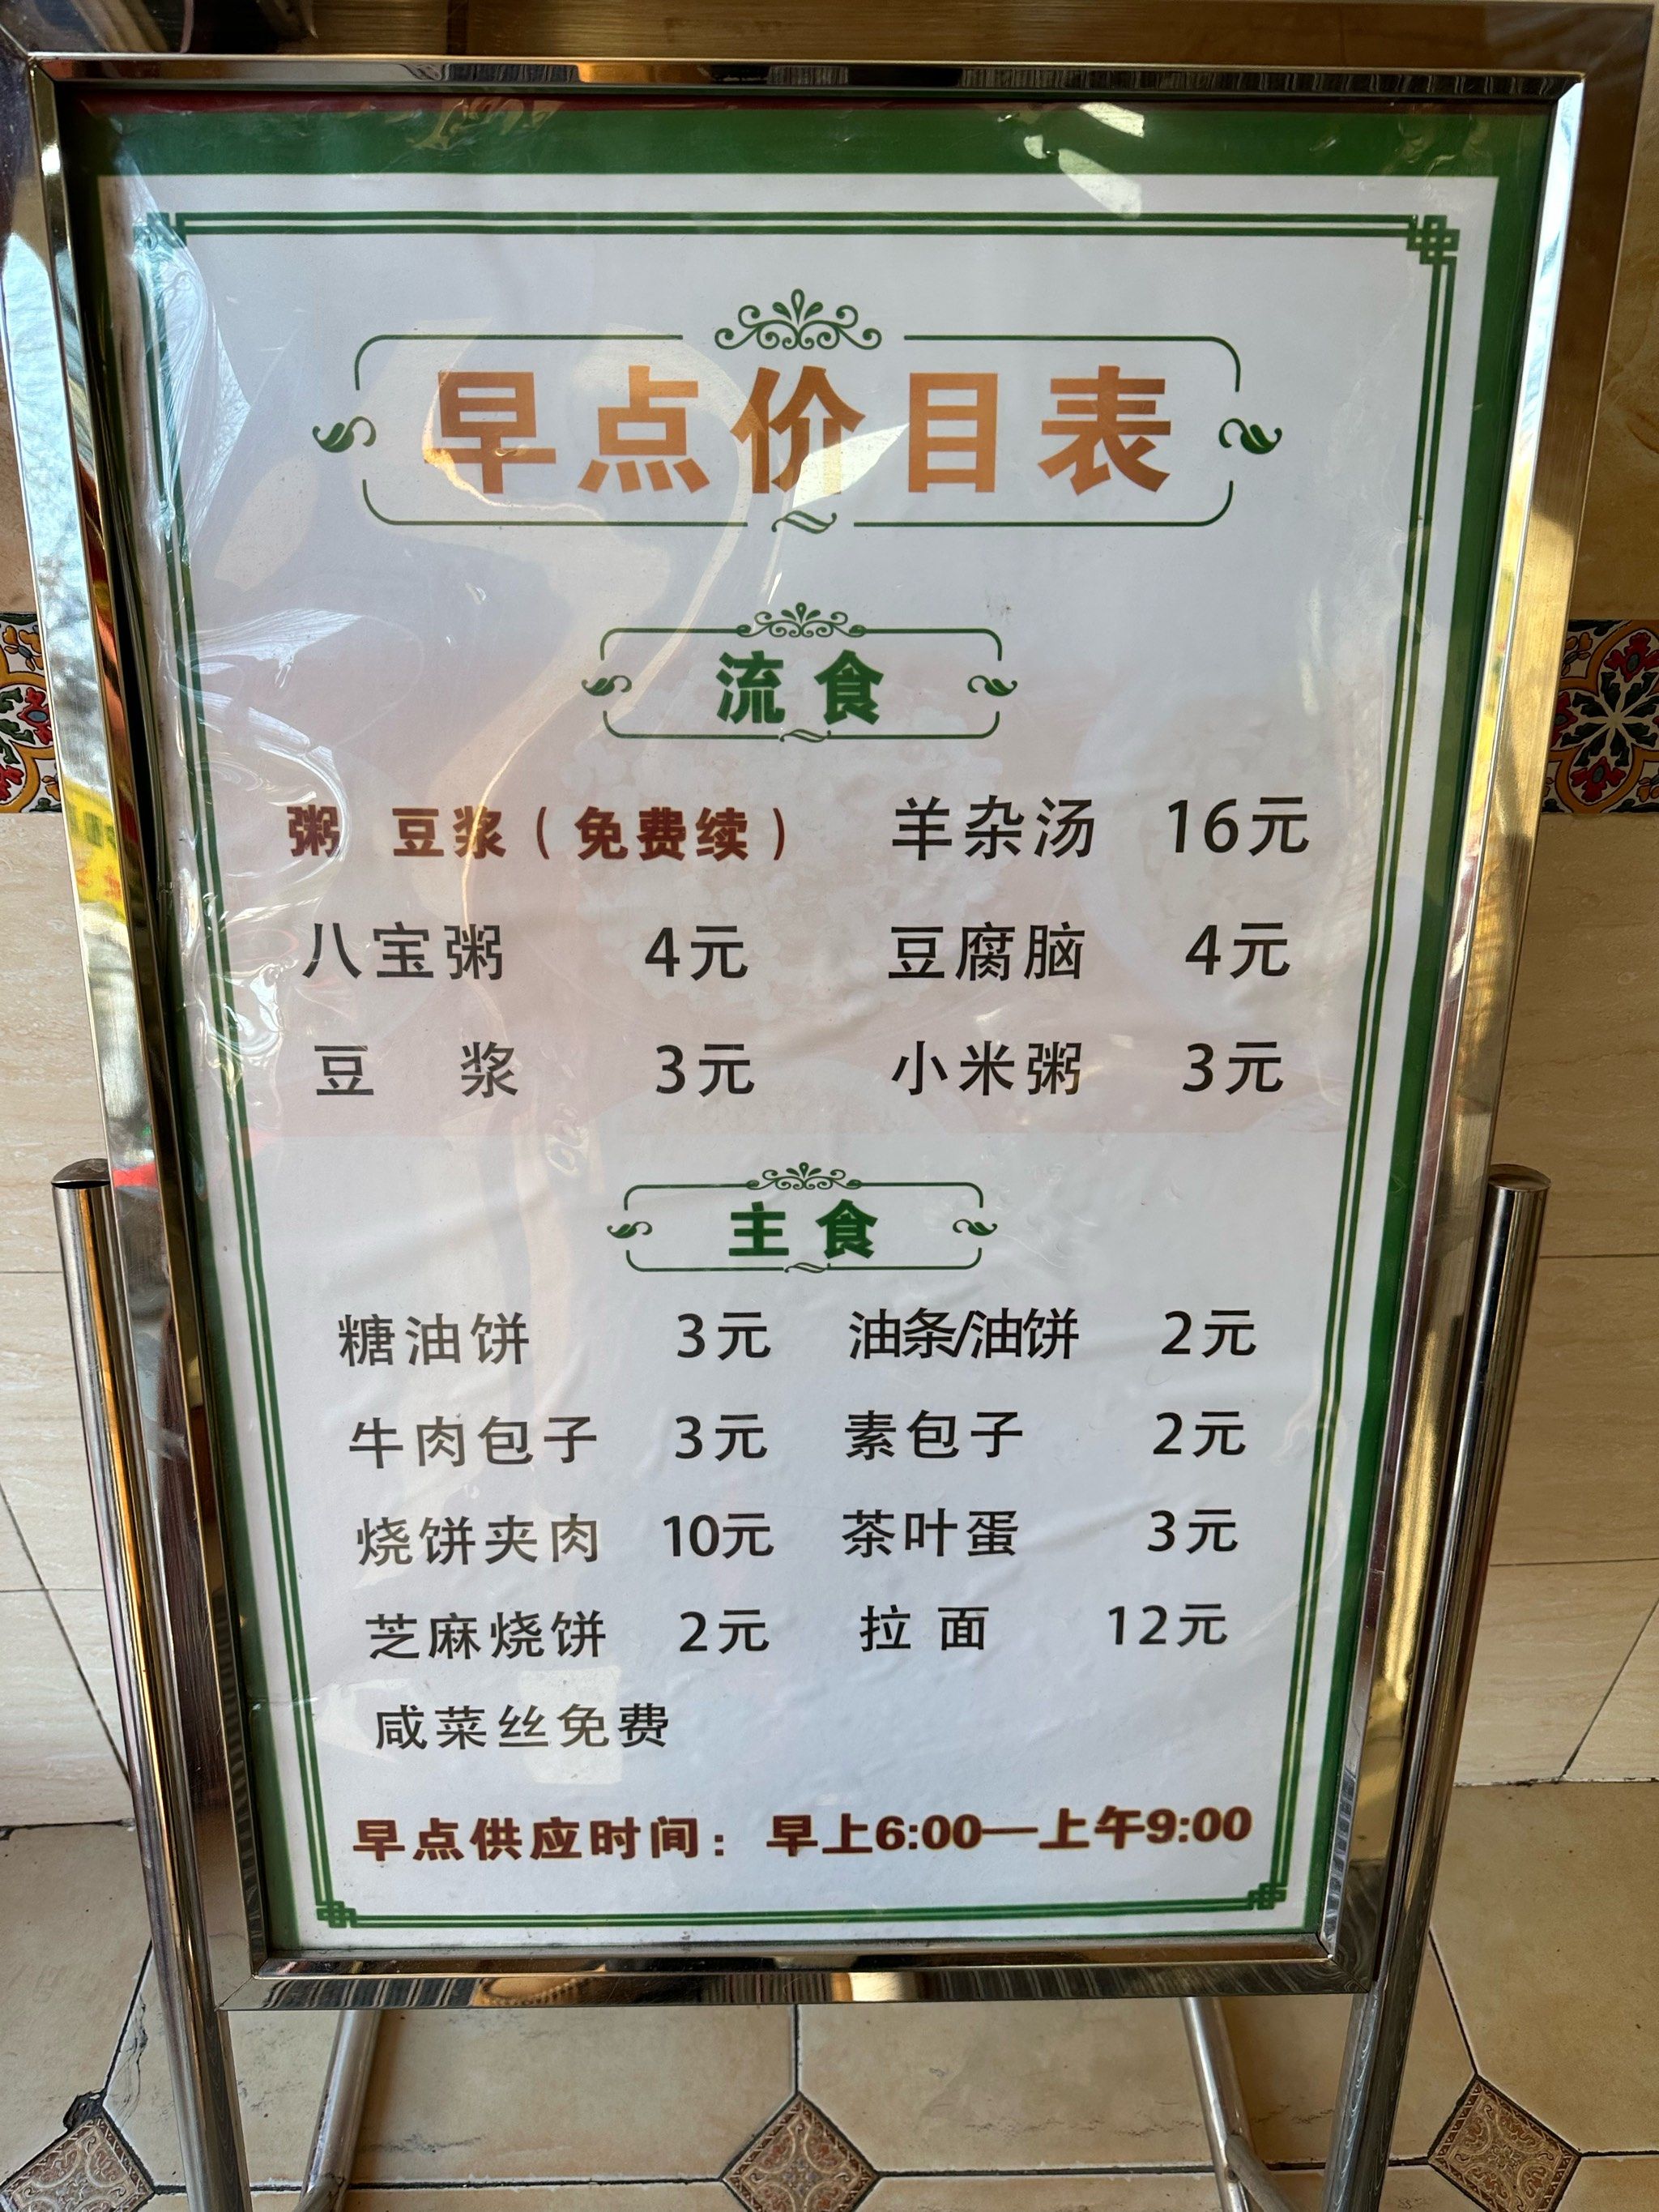 早点价目表
流食
粥 豆浆（免费续） 羊杂汤 16元
八宝粥 4元 豆腐脑 4元
豆 浆 3元 小米粥 3元
主食
糖油饼 3元 油条/油饼 2元
牛肉包子 3元 素包子 2元
烧饼夹肉 10元 茶叶蛋 3元
芝麻烧饼 2元 拉 面 12元
咸菜丝免费
早点供应时间：早上6:00—上午9:00